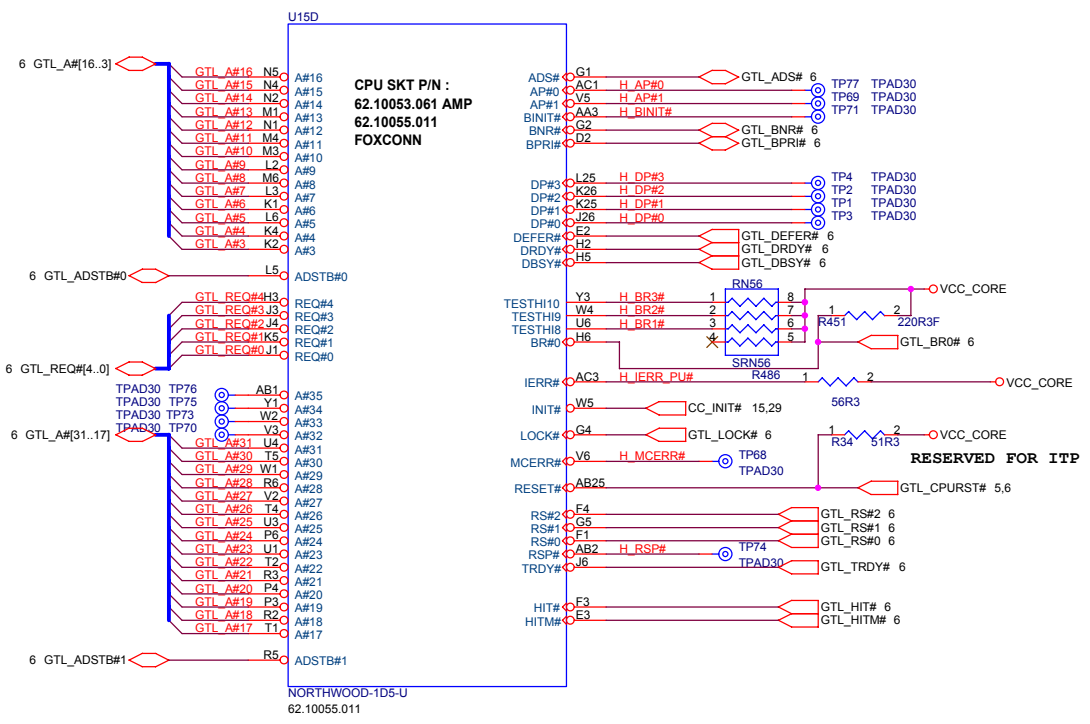 U15D
CPU SKT P/N :
62.10053.061 AMP
62.10055.011
FOXCONN
6 GTL_A#[16..3]
GTL_A#16 N5 A#16
GTL_A#15 N4 A#15
GTL_A#14 N2 A#14
GTL_A#13 M1 A#13
GTL_A#12 N1 A#12
GTL_A#11 M4 A#11
GTL_A#10 M3 A#10
GTL_A#9 L2 A#9
GTL_A#8 M6 A#8
GTL_A#7 L3 A#7
GTL_A#6 K1 A#6
GTL_A#5 L6 A#5
GTL_A#4 K4 A#4
GTL_A#3 K2 A#3
6 GTL_ADSTB#0 L5 ADSTB#0
GTL_REQ#4 H3 REQ#4
GTL_REQ#3 J3 REQ#3
GTL_REQ#2 J4 REQ#2
GTL_REQ#1 K5 REQ#1
GTL_REQ#0 J1 REQ#0
6 GTL_REQ#[4..0]
TPAD30 TP76 AB1 A#35
TPAD30 TP75 Y1 A#34
TPAD30 TP73 W2 A#33
TPAD30 TP70 V3 A#32
6 GTL_A#[31..17]
GTL_A#31 U4 A#31
GTL_A#30 T5 A#30
GTL_A#29 W1 A#29
GTL_A#28 R6 A#28
GTL_A#27 V2 A#27
GTL_A#26 T4 A#26
GTL_A#25 U3 A#25
GTL_A#24 P6 A#24
GTL_A#23 U1 A#23
GTL_A#22 T2 A#22
GTL_A#21 R3 A#21
GTL_A#20 P4 A#20
GTL_A#19 P3 A#19
GTL_A#18 R2 A#18
GTL_A#17 T1 A#17
6 GTL_ADSTB#1 R5 ADSTB#1
ADS# G1 GTL_ADS# 6
AP#0 AC1 H_AP#0 TP77 TPAD30
AP#1 V5 H_AP#1 TP69 TPAD30
BINIT# AA3 H_BINIT# TP71 TPAD30
BNR# G2 GTL_BNR# 6
BPRI# D2 GTL_BPRI# 6
DP#3 L25 H_DP#3 TP4 TPAD30
DP#2 K26 H_DP#2 TP2 TPAD30
DP#1 K25 H_DP#1 TP1 TPAD30
DP#0 J26 H_DP#0 TP3 TPAD30
DEFER# E2 GTL_DEFER# 6
DRDY# H2 GTL_DRDY# 6
DBSY# H5 GTL_DBSY# 6
RN56
TESTHI10 Y3 H_BR3# 1 8
TESTHI9 W4 H_BR2# 2 7
TESTHI8 U6 H_BR1# 3 6
BR#0 H6 4 5
SRN56
VCC_CORE
R451 1 2 220R3F
GTL_BR0# 6
IERR# AC3 H_IERR_PU# R486 1 2 56R3 VCC_CORE
INIT# W5 CC_INIT# 15,29
LOCK# G4 GTL_LOCK# 6
R34 1 2 51R3 VCC_CORE
RESERVED FOR ITP
MCERR# V6 H_MCERR# TP68 TPAD30
RESET# AB25 GTL_CPURST# 5,6
RS#2 F4 GTL_RS#2 6
RS#1 G5 GTL_RS#1 6
RS#0 F1 GTL_RS#0 6
RSP# AB2 H_RSP# TP74 TPAD30
TRDY# J6 GTL_TRDY# 6
HIT# F3 GTL_HIT# 6
HITM# E3 GTL_HITM# 6
NORTHWOOD-1D5-U
62.10055.011